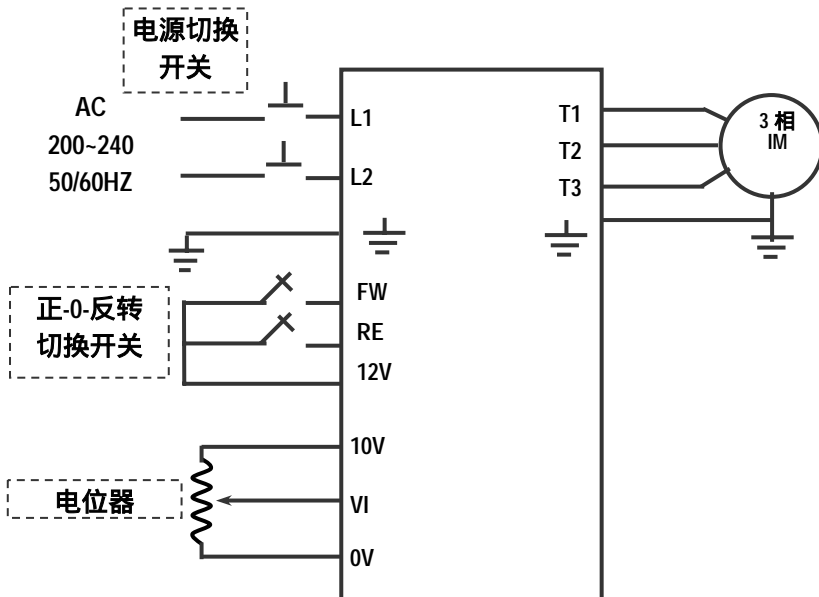 电源切换
开关
AC
200~240
50/60HZ
L1
L2
T1
T2
T3
3 相
IM
正-0-反转
切换开关
FW
RE
12V
电位器
10V
VI
0V